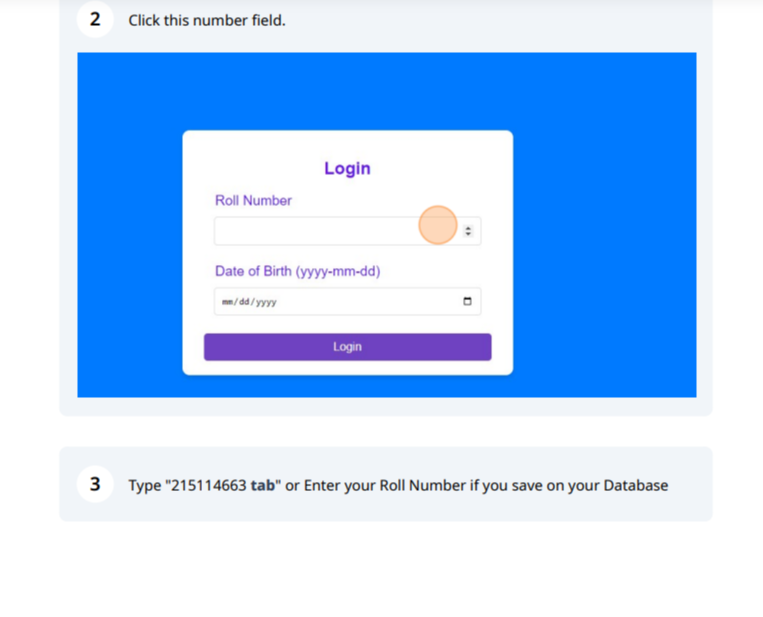 2 Click this number field.
Login
Roll Number
Date of Birth (yyyy-mm-dd)
mm/dd/yyyy
Login
3 Type "215114663 tab" or Enter your Roll Number if you save on your Database